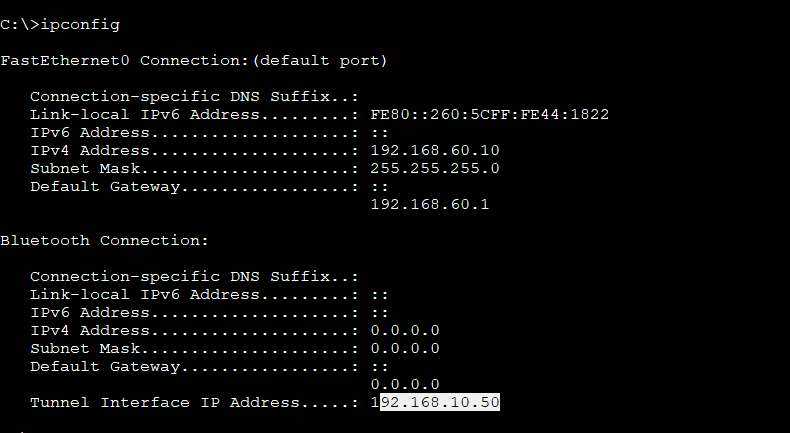 C:\>ipconfig
FastEthernet0 Connection:(default port)
Connection-specific DNS Suffix..:
Link-local IPv6 Address.........: FE80::260:5CFF:FE44:1822
IPv6 Address....................: ::
IPv4 Address....................: 192.168.60.10
Subnet Mask.....................: 255.255.255.0
Default Gateway.................: ::
192.168.60.1
Bluetooth Connection:
Connection-specific DNS Suffix..:
Link-local IPv6 Address.........: ::
IPv6 Address....................: ::
IPv4 Address....................: 0.0.0.0
Subnet Mask.....................: 0.0.0.0
Default Gateway.................: ::
0.0.0.0
Tunnel Interface IP Address.....: 192.168.10.50